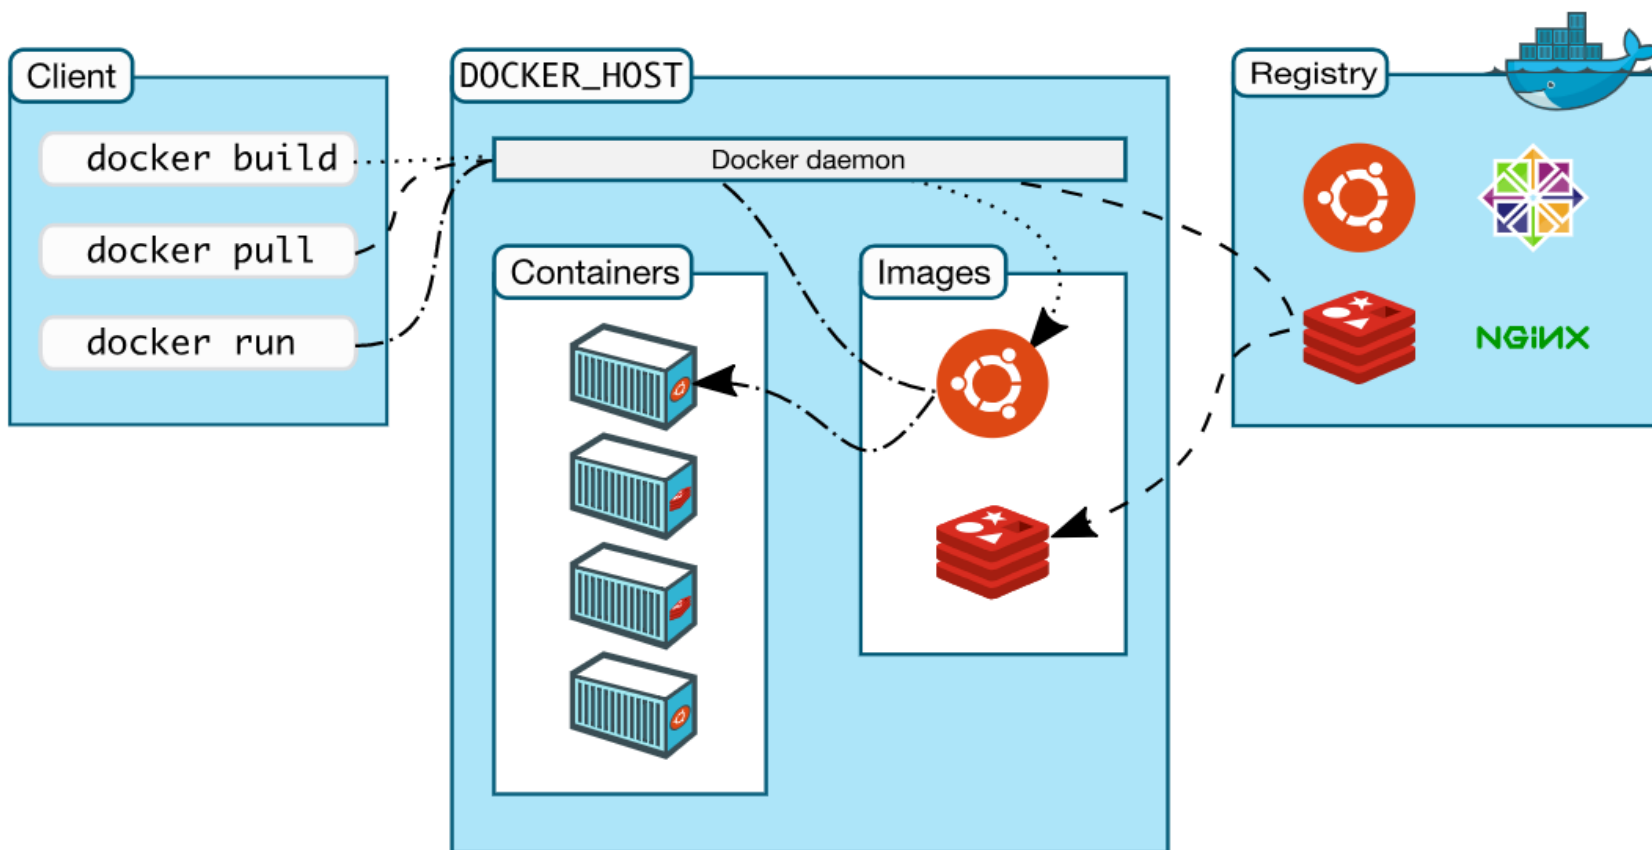 Client
docker build
docker pull
docker run
DOCKER_HOST
Docker daemon
Containers
Images
Registry
NGiNX